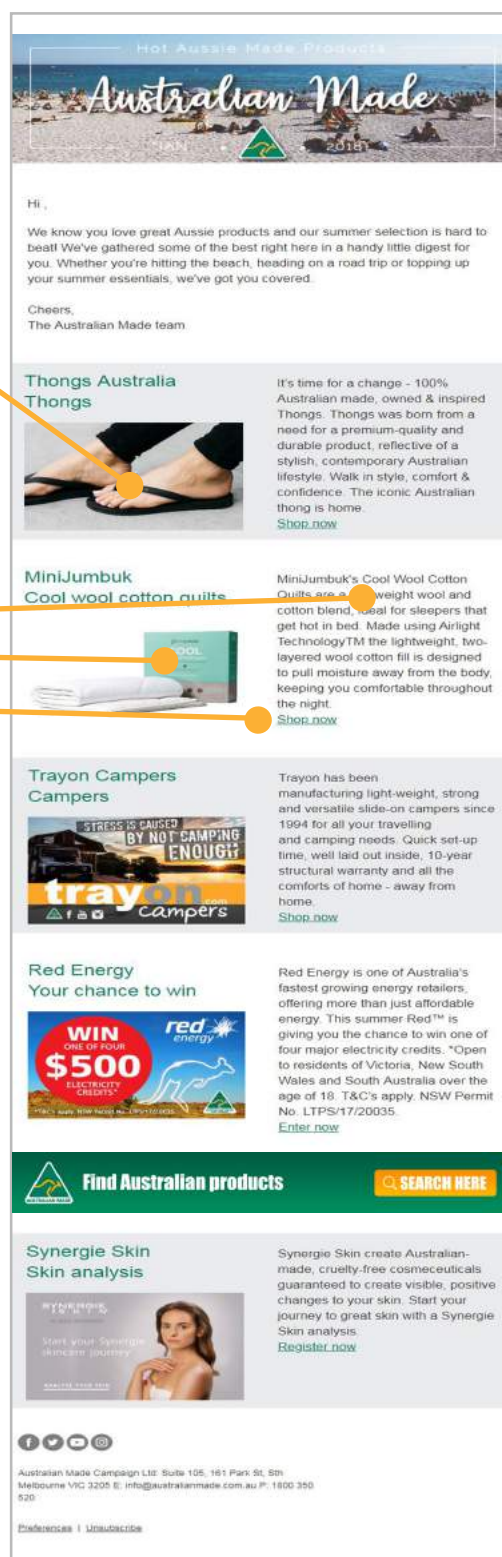 Hot Aussie Made Products
Australian Made
JAN 2018
Hi ,
We know you love great Aussie products and our summer selection is hard to
beat! We've gathered some of the best right here in a handy little digest for
you. Whether you're hitting the beach, heading on a road trip or topping up
your summer essentials, we've got you covered.
Cheers,
The Australian Made team
Thongs Australia
Thongs
It's time for a change - 100%
Australian made, owned & inspired
Thongs. Thongs was born from a
need for a premium-quality and
durable product, reflective of a
stylish, contemporary Australian
lifestyle. Walk in style, comfort &
confidence. The iconic Australian
thong is home.
Shop now
MiniJumbuk
Cool wool cotton quilts
COOL
MiniJumbuk's Cool Wool Cotton
Quilts are a weight wool and
cotton blend, ideal for sleepers that
get hot in bed. Made using Airlight
TechnologyTM the lightweight, two-
layered wool cotton fill is designed
to pull moisture away from the body,
keeping you comfortable throughout
the night.
Shop now
Trayon Campers
Campers
STRESS IS CAUSED
BY NOT CAMPING
ENOUGH
trayon.com
campers
Trayon has been
manufacturing light-weight, strong
and versatile slide-on campers since
1994 for all your travelling
and camping needs. Quick set-up
time, well laid out inside, 10-year
structural warranty and all the
comforts of home - away from
home.
Shop now
Red Energy
Your chance to win
WIN
ONE OF FOUR
$500
ELECTRICITY
CREDITS*
red
energy
*T&C's apply. NSW Permit No. LTPS/17/20035
Red Energy is one of Australia's
fastest growing energy retailers,
offering more than just affordable
energy. This summer Red™ is
giving you the chance to win one of
four major electricity credits. *Open
to residents of Victoria, New South
Wales and South Australia over the
age of 18. T&C's apply. NSW Permit
No. LTPS/17/20035.
Enter now
AUSTRALIAN MADE
Find Australian products
SEARCH HERE
Synergie Skin
Skin analysis
SYNERGIE
SKIN
Start your Synergie
skincare journey
ANALYSE YOUR SKIN
Synergie Skin create Australian-
made, cruelty-free cosmeceuticals
guaranteed to create visible, positive
changes to your skin. Start your
journey to great skin with a Synergie
Skin analysis.
Register now
Australian Made Campaign Ltd: Suite 105, 161 Park St, Sth
Melbourne VIC 3205 E: info@australianmade.com.au P: 1800 350
520
Preferences | Unsubscribe